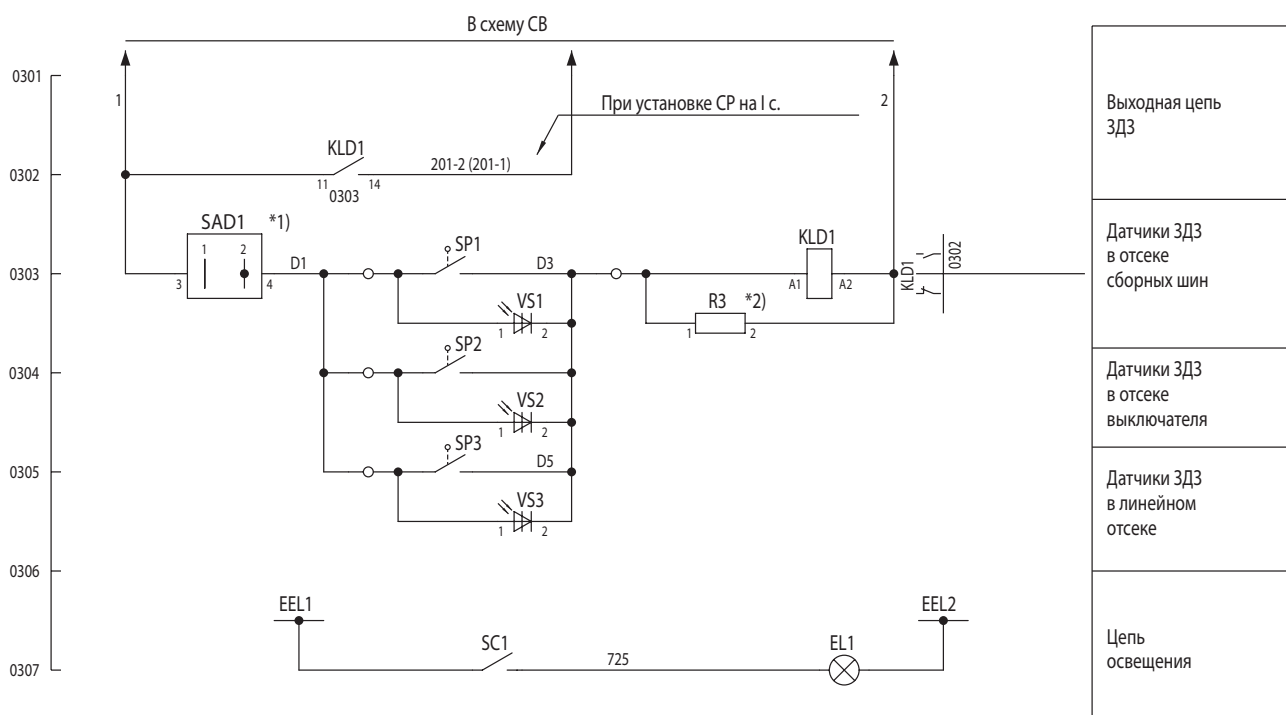 В схему СВ
0301
1
При установке СР на I с.
2
Выходная цепь
ЗДЗ
KLD1
201-2 (201-1)
0302
11
14
0303
SAD1 *1)
1 2
3
4
D1
SP1
D3
KLD1
A1
A2
KLD1
0302
0303
Датчики ЗДЗ
в отсеке
сборных шин
VS1
1
2
R3 *2)
1
2
SP2
0304
Датчики ЗДЗ
в отсеке
выключателя
VS2
1
2
SP3
D5
0305
Датчики ЗДЗ
в линейном
отсеке
VS3
1
2
0306
EEL1
EEL2
SC1
725
EL1
0307
Цепь
освещения